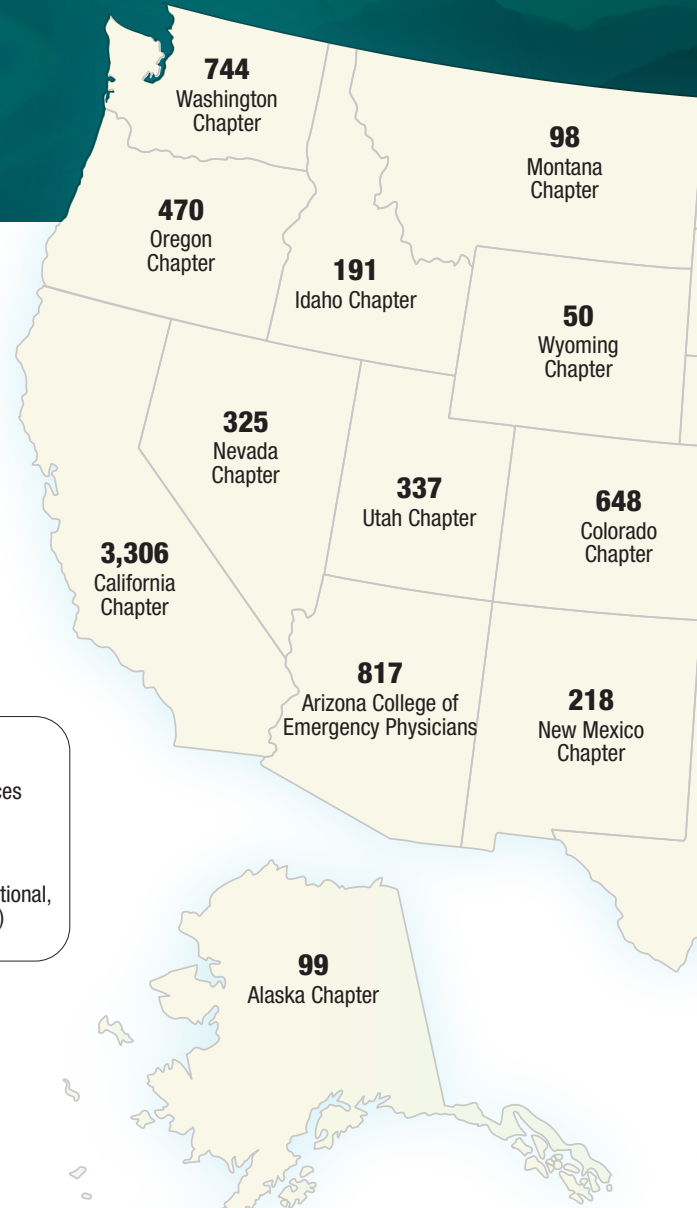 744
Washington
Chapter
98
Montana
Chapter
470
Oregon
Chapter
191
Idaho Chapter
50
Wyoming
Chapter
325
Nevada
Chapter
337
Utah Chapter
648
Colorado
Chapter
3,306
California
Chapter
817
Arizona College of
Emergency Physicians
218
New Mexico
Chapter
ces
tional,
)
99
Alaska Chapter